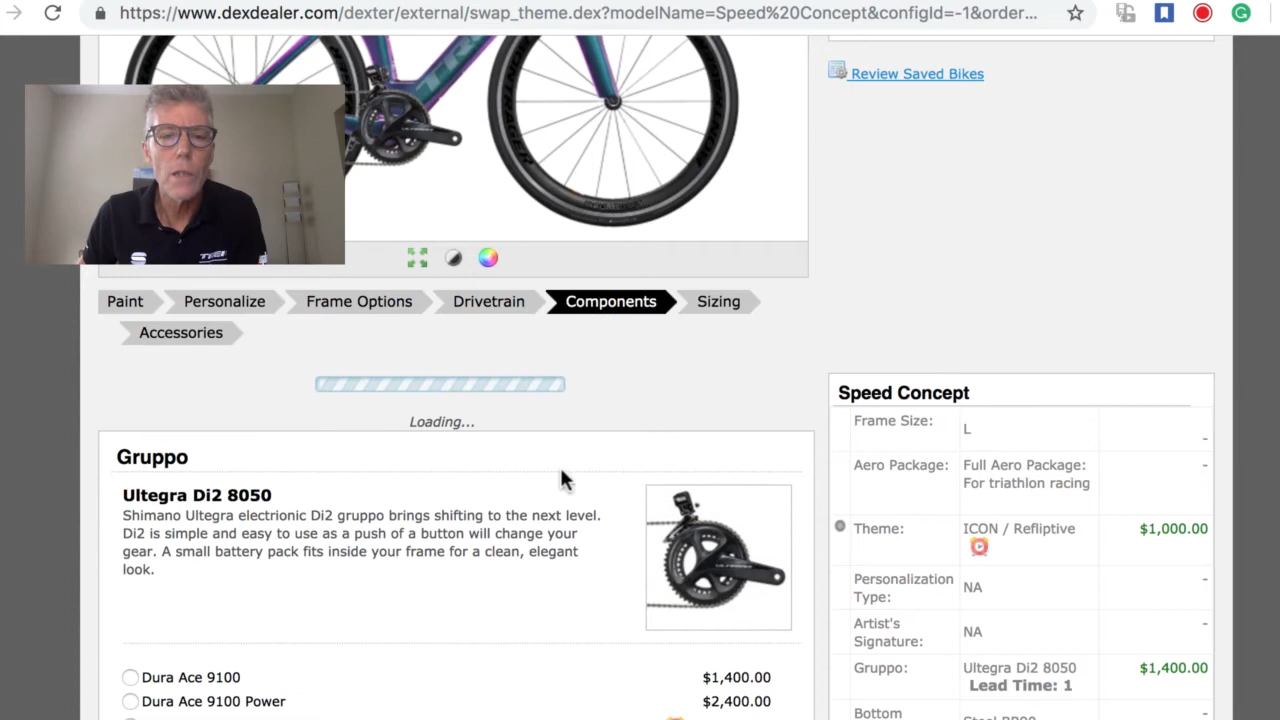 https://www.dexdealer.com/dexter/external/swap_theme.dex?modelName=Speed%20Concept&configId=-1&order...
TREK
BONTRAGER
Review Saved Bikes
Paint
Personalize
Frame Options
Drivetrain
Components
Sizing
Accessories
Loading...
Gruppo
Ultegra Di2 8050
Shimano Ultegra electrionic Di2 gruppo brings shifting to the next level.
Di2 is simple and easy to use as a push of a button will change your
gear. A small battery pack fits inside your frame for a clean, elegant
look.
Dura Ace 9100 $1,400.00
Dura Ace 9100 Power $2,400.00
Speed Concept
Frame Size: L -
Aero Package: Full Aero Package: -
For triathlon racing
Theme: ICON / Refliptive $1,000.00
Personalization
Type: NA -
Artist's
Signature: NA -
Gruppo: Ultegra Di2 8050 $1,400.00
Lead Time: 1
Bottom -